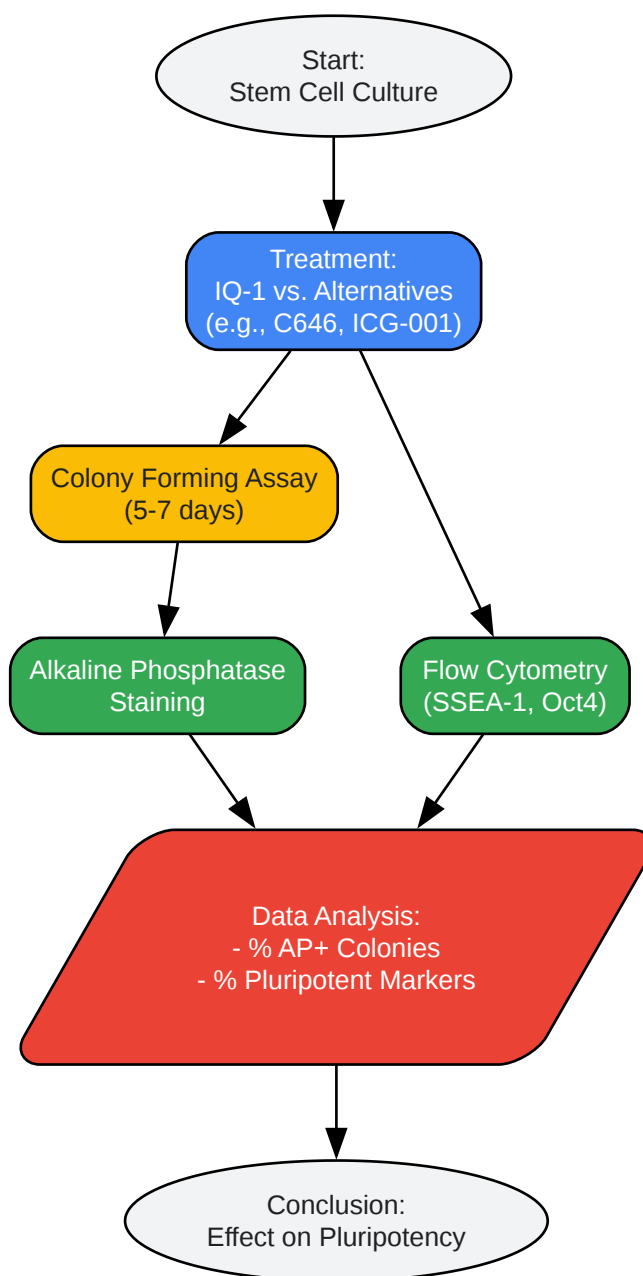 Start:
Stem Cell Culture
Treatment:
IQ-1 vs. Alternatives
(e.g., C646, ICG-001)
Colony Forming Assay
(5-7 days)
Alkaline Phosphatase
Staining
Flow Cytometry
(SSEA-1, Oct4)
Data Analysis:
- % AP+ Colonies
- % Pluripotent Markers
Conclusion:
Effect on Pluripotency